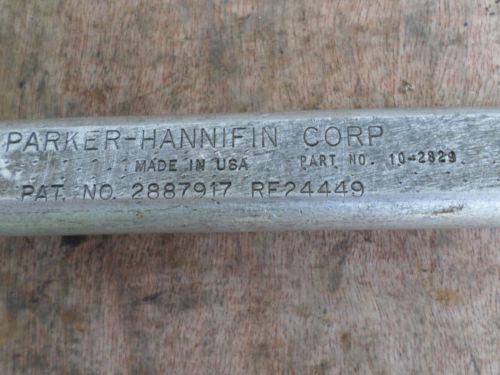 PARKER-HANNIFIN CORP
MADE IN USA PART NO. 10-2929
PAT. NO. 2887917 RE24449